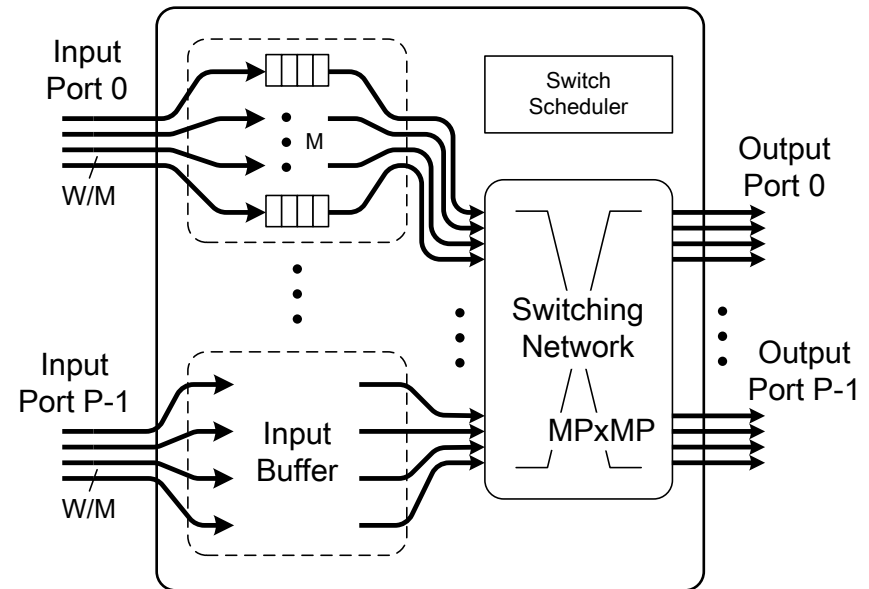 Input
Port 0
W/M
M
Switch
Scheduler
Output
Port 0
Switching
Network
MPxMP
Input
Port P-1
W/M
Input
Buffer
Output
Port P-1